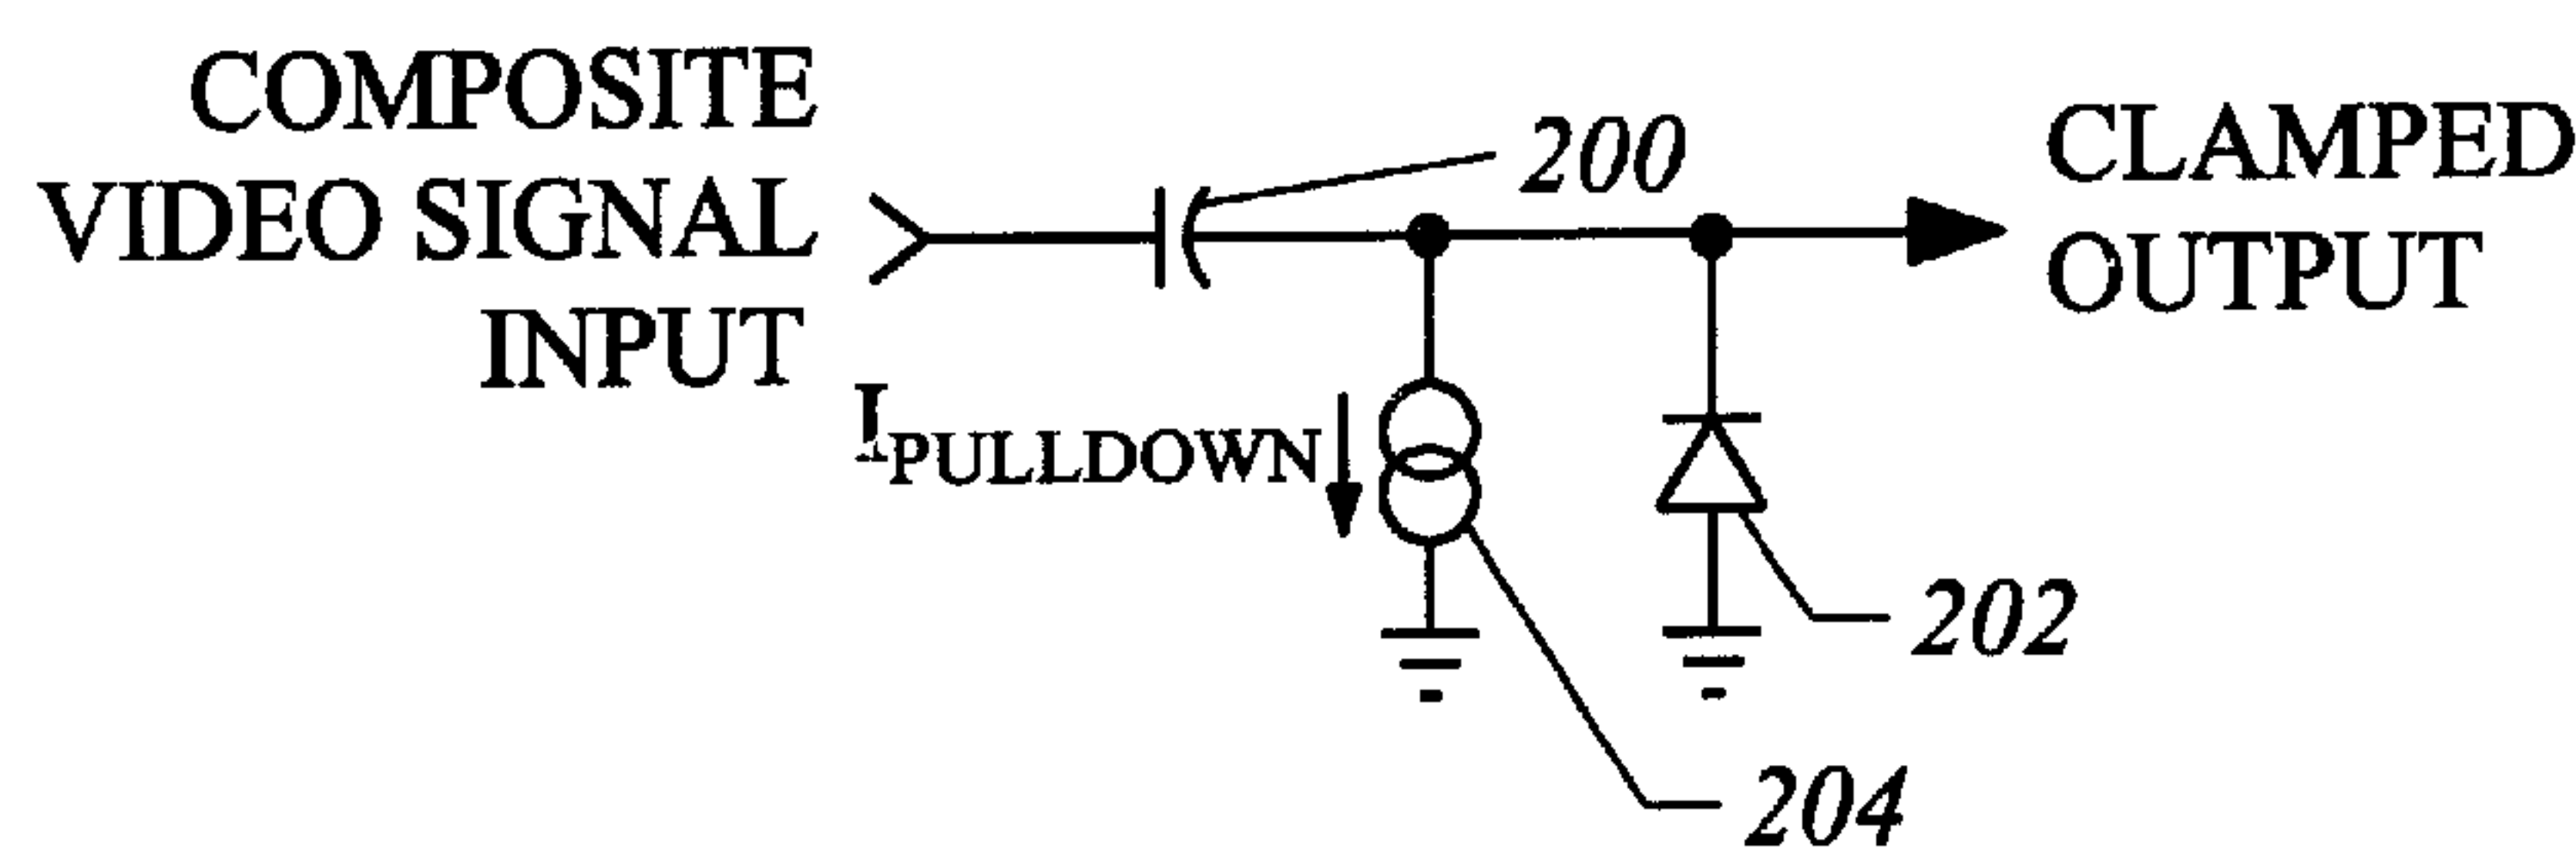 COMPOSITE
VIDEO SIGNAL
INPUT
200
CLAMPED
OUTPUT
IPULLDOWN
202
204